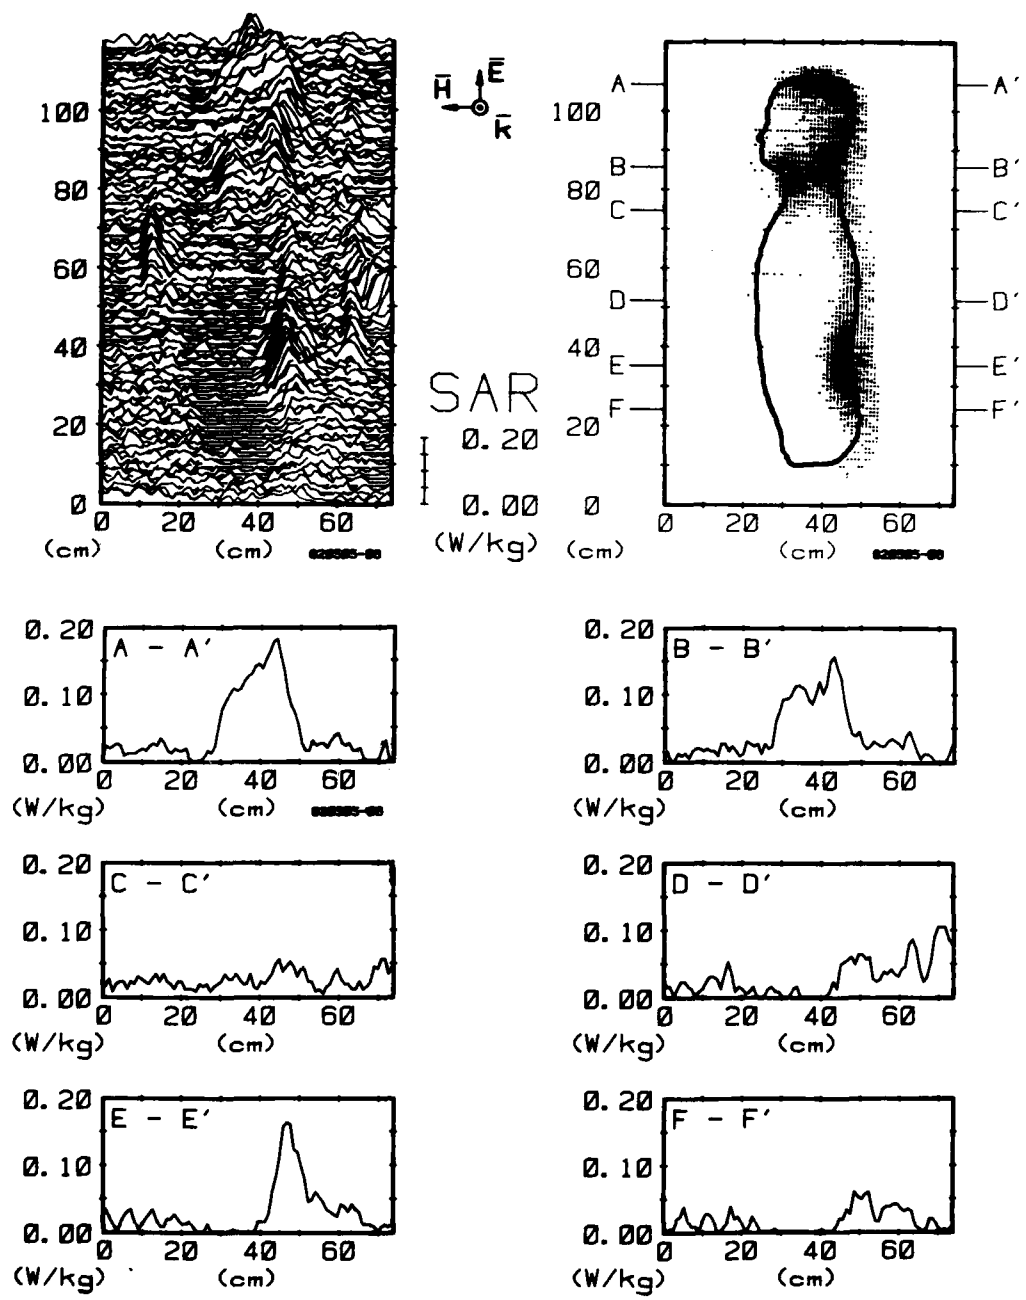 100
80
60
40
20
0
0 20 40 60
(cm) (cm)
H̅ E̅
k̅
SAR
0.20
0.00
(W/kg)
100
80
60
40
20
0
0 20 40 60
(cm) (cm)
A A'
B B'
C C'
D D'
E E'
F F'
A - A'
0.20
0.10
0.00
0 20 40 60
(W/kg) (cm)
B - B'
0.20
0.10
0.00
0 20 40 60
(W/kg) (cm)
C - C'
0.20
0.10
0.00
0 20 40 60
(W/kg) (cm)
D - D'
0.20
0.10
0.00
0 20 40 60
(W/kg) (cm)
E - E'
0.20
0.10
0.00
0 20 40 60
(W/kg) (cm)
F - F'
0.20
0.10
0.00
0 20 40 60
(W/kg) (cm)